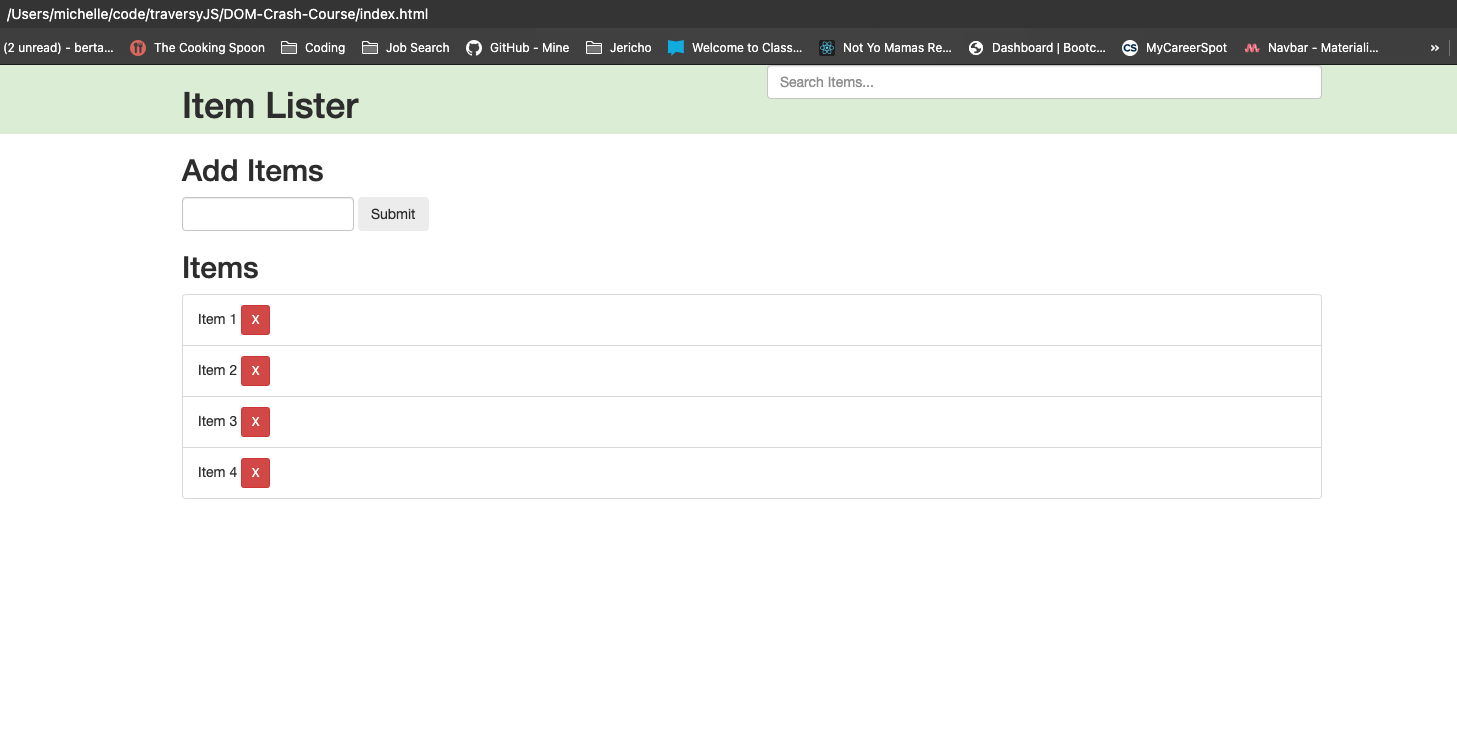 /Users/michelle/code/traversyJS/DOM-Crash-Course/index.html
(2 unread) - berta... The Cooking Spoon Coding Job Search GitHub - Mine Jericho Welcome to Class... Not Yo Mamas Re... Dashboard | Bootc... CS MyCareerSpot Navbar - Materiali... »
Search Items...
Item Lister
Add Items
Submit
Items
Item 1 X
Item 2 X
Item 3 X
Item 4 X